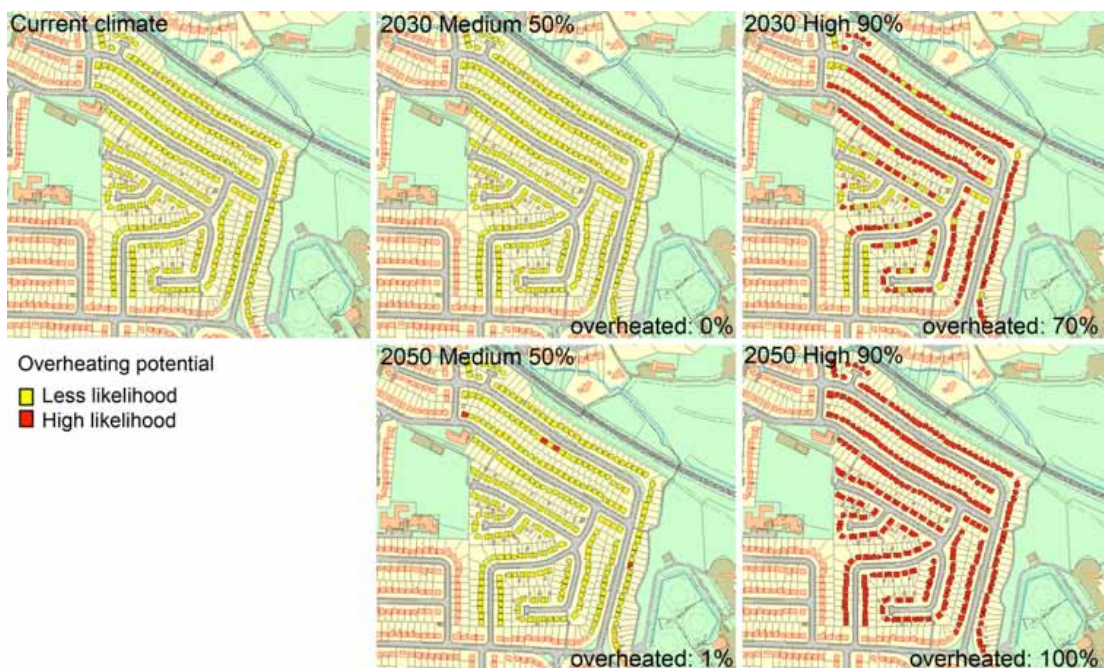 Current climate
2030 Medium 50%
2030 High 90%
overheated: 0%
overheated: 70%
Overheating potential
Less likelihood
High likelihood
2050 Medium 50%
2050 High 90%
overheated: 1%
overheated: 100%